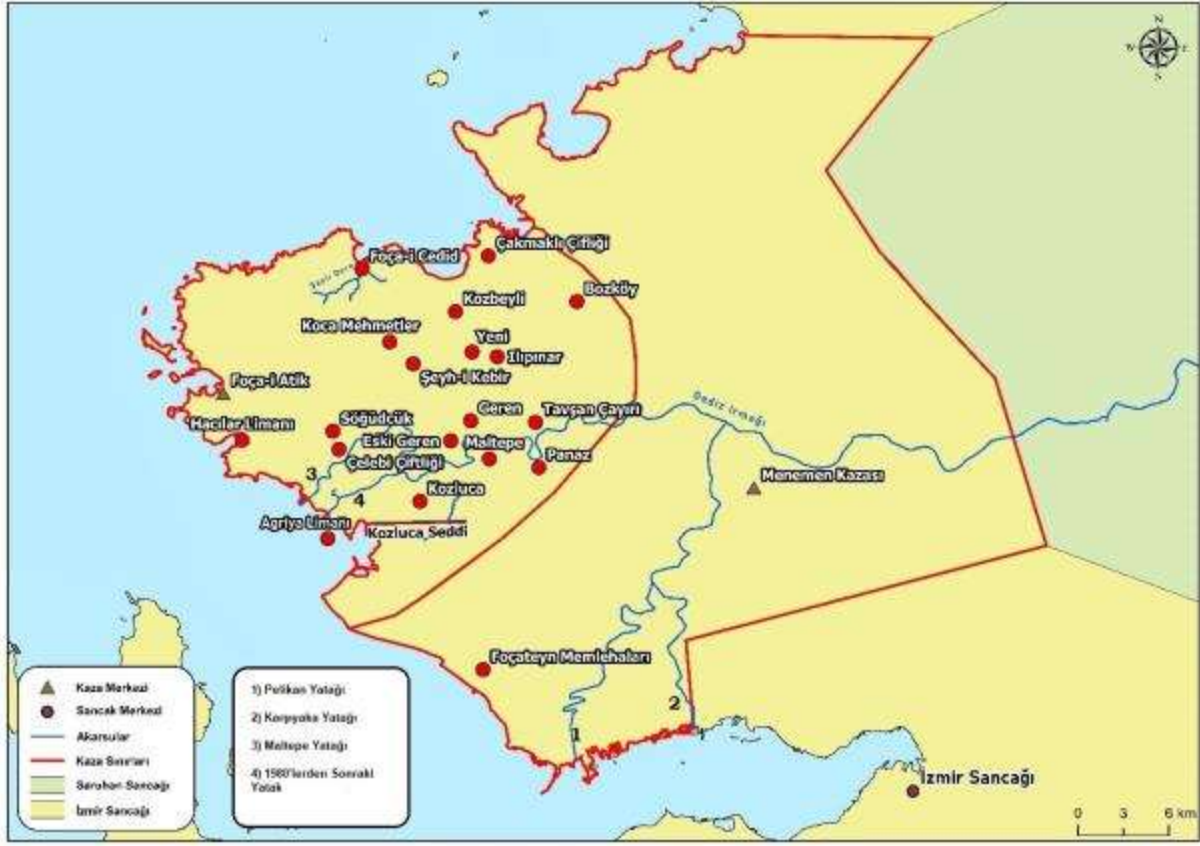 N
W E
S
Çakmaklı Çifliği
Foça-i Cedid
Bozköy
Kozbeyli
Koca Mehmetler
Yeni
Ilıpınar
Şeyh-i Kebir
Foça-i Atik
Gediz Irmağı
Geren
Tavşan Çayırı
Hacılar Limanı
Söğüdcük
Eski Geren
Maltepe
Panaz
Çelebi Çiftliği
Menemen Kazası
3
4
Kozluca
Agriya Limanı
Kozluca Seddi
Foçateyn Memlehaları
2
1
İzmir Sancağı
Kaza Merkezi
Sancak Merkezi
Akarsular
Kaza Sınırları
Saruhan Sancağı
İzmir Sancağı
1) Pelikan Yatağı
2) Karşıyaka Yatağı
3) Maltepe Yatağı
4) 1980'lerden Sonraki
Yatak
0 3 6 km